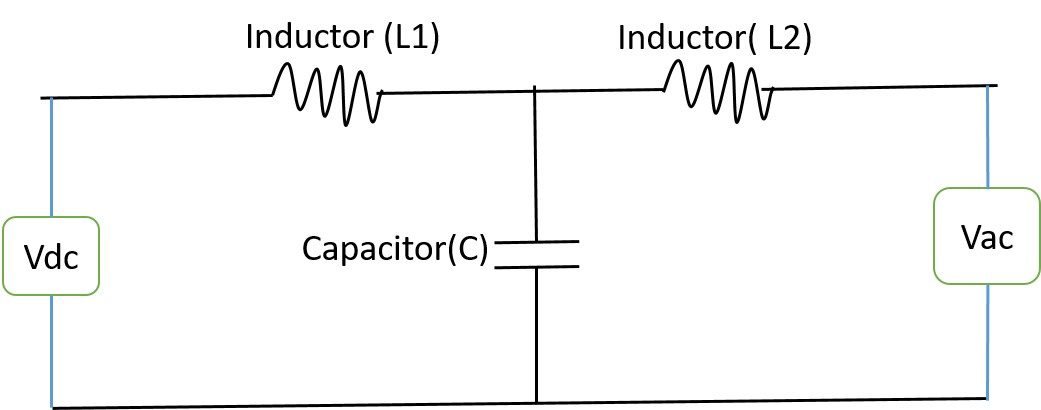 Inductor (L1)
Inductor( L2)
Capacitor(C)
Vdc
Vac